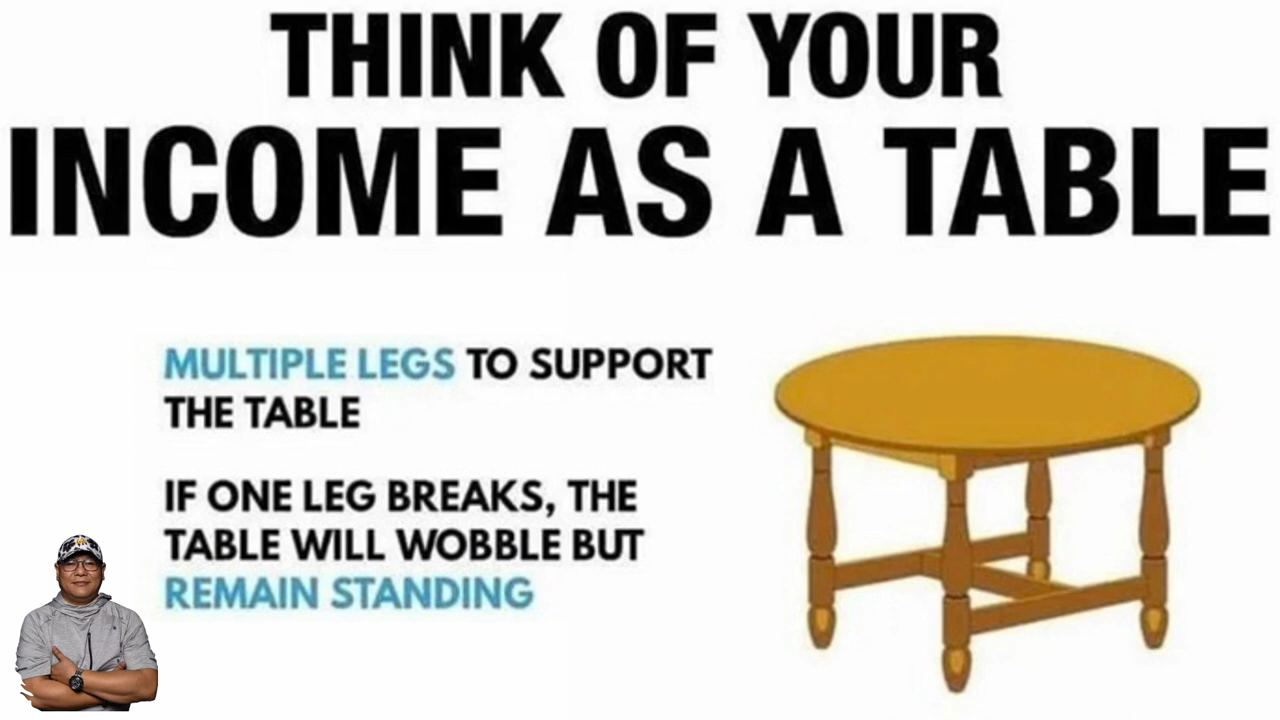 THINK OF YOUR
INCOME AS A TABLE
MULTIPLE LEGS TO SUPPORT
THE TABLE
IF ONE LEG BREAKS, THE
TABLE WILL WOBBLE BUT
REMAIN STANDING